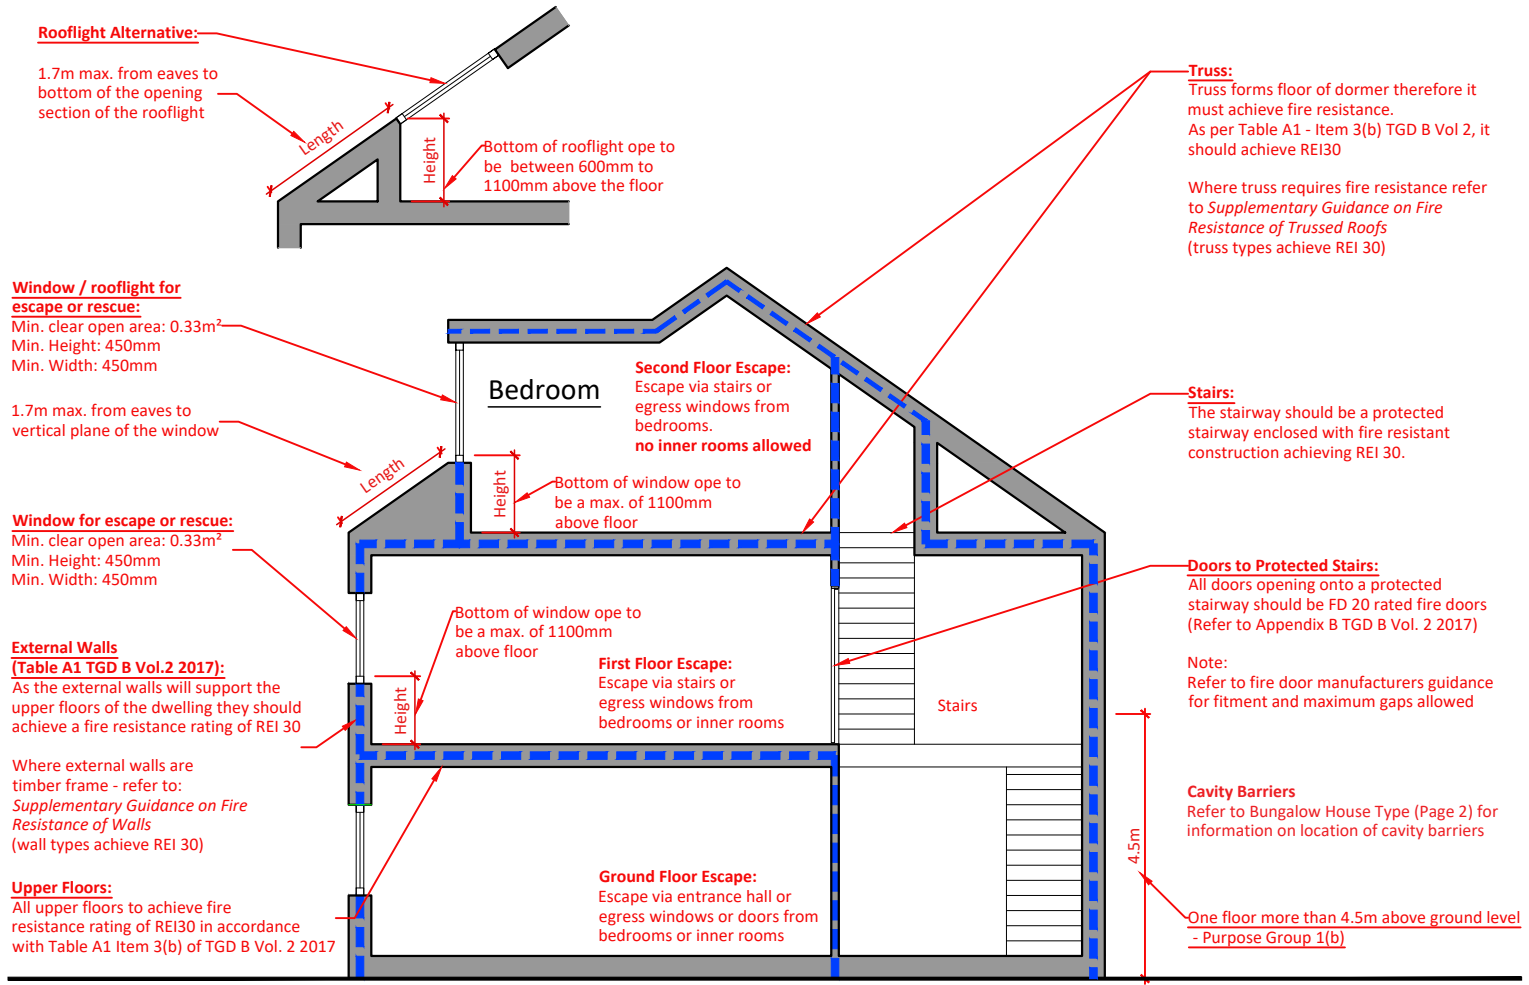 Rooflight Alternative:
1.7m max. from eaves to
bottom of the opening
section of the rooflight
Length
Height
Bottom of rooflight ope to
be between 600mm to
1100mm above the floor
Truss:
Truss forms floor of dormer therefore it
must achieve fire resistance.
As per Table A1 - Item 3(b) TGD B Vol 2, it
should achieve REI30
Where truss requires fire resistance refer
to Supplementary Guidance on Fire
Resistance of Trussed Roofs
(truss types achieve REI 30)
Window / rooflight for
escape or rescue:
Min. clear open area: 0.33m²
Min. Height: 450mm
Min. Width: 450mm
1.7m max. from eaves to
vertical plane of the window
Length
Bedroom
Second Floor Escape:
Escape via stairs or
egress windows from
bedrooms.
no inner rooms allowed
Height
Bottom of window ope to
be a max. of 1100mm
above floor
Stairs:
The stairway should be a protected
stairway enclosed with fire resistant
construction achieving REI 30.
Window for escape or rescue:
Min. clear open area: 0.33m²
Min. Height: 450mm
Min. Width: 450mm
Doors to Protected Stairs:
All doors opening onto a protected
stairway should be FD 20 rated fire doors
(Refer to Appendix B TGD B Vol. 2 2017)
Note:
Refer to fire door manufacturers guidance
for fitment and maximum gaps allowed
Bottom of window ope to
be a max. of 1100mm
above floor
Height
First Floor Escape:
Escape via stairs or
egress windows from
bedrooms or inner rooms
Stairs
External Walls
(Table A1 TGD B Vol.2 2017):
As the external walls will support the
upper floors of the dwelling they should
achieve a fire resistance rating of REI 30
Where external walls are
timber frame - refer to:
Supplementary Guidance on Fire
Resistance of Walls
(wall types achieve REI 30)
Cavity Barriers
Refer to Bungalow House Type (Page 2) for
information on location of cavity barriers
4.5m
Upper Floors:
All upper floors to achieve fire
resistance rating of REI30 in accordance
with Table A1 Item 3(b) of TGD B Vol. 2 2017
Ground Floor Escape:
Escape via entrance hall or
egress windows or doors from
bedrooms or inner rooms
One floor more than 4.5m above ground level
- Purpose Group 1(b)